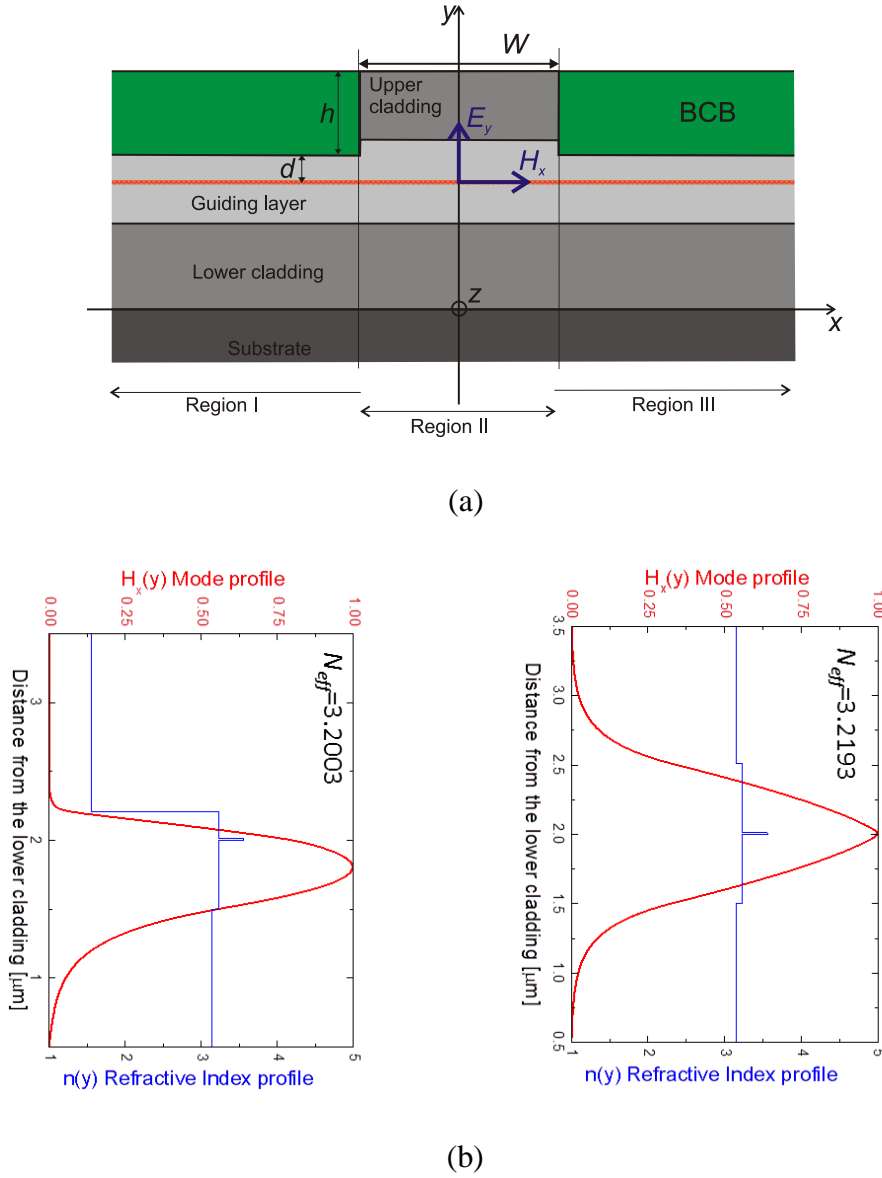 y
W
Upper
cladding
h
BCB
E_y
d
H_x
Guiding layer
Lower cladding
z
x
Substrate
Region I
Region III
Region II
(a)
H_x(y) Mode profile
0.00 0.25 0.50 0.75 1.00
N_eff=3.2003
Distance from the lower cladding [μm]
3 2 1
1 2 3 4 5
n(y) Refractive Index profile
H_x(y) Mode profile
0.00 0.25 0.50 0.75 1.00
N_eff=3.2193
Distance from the lower cladding [μm]
3.5 3.0 2.5 2.0 1.5 1.0 0.5
1 2 3 4 5
n(y) Refractive Index profile
(b)